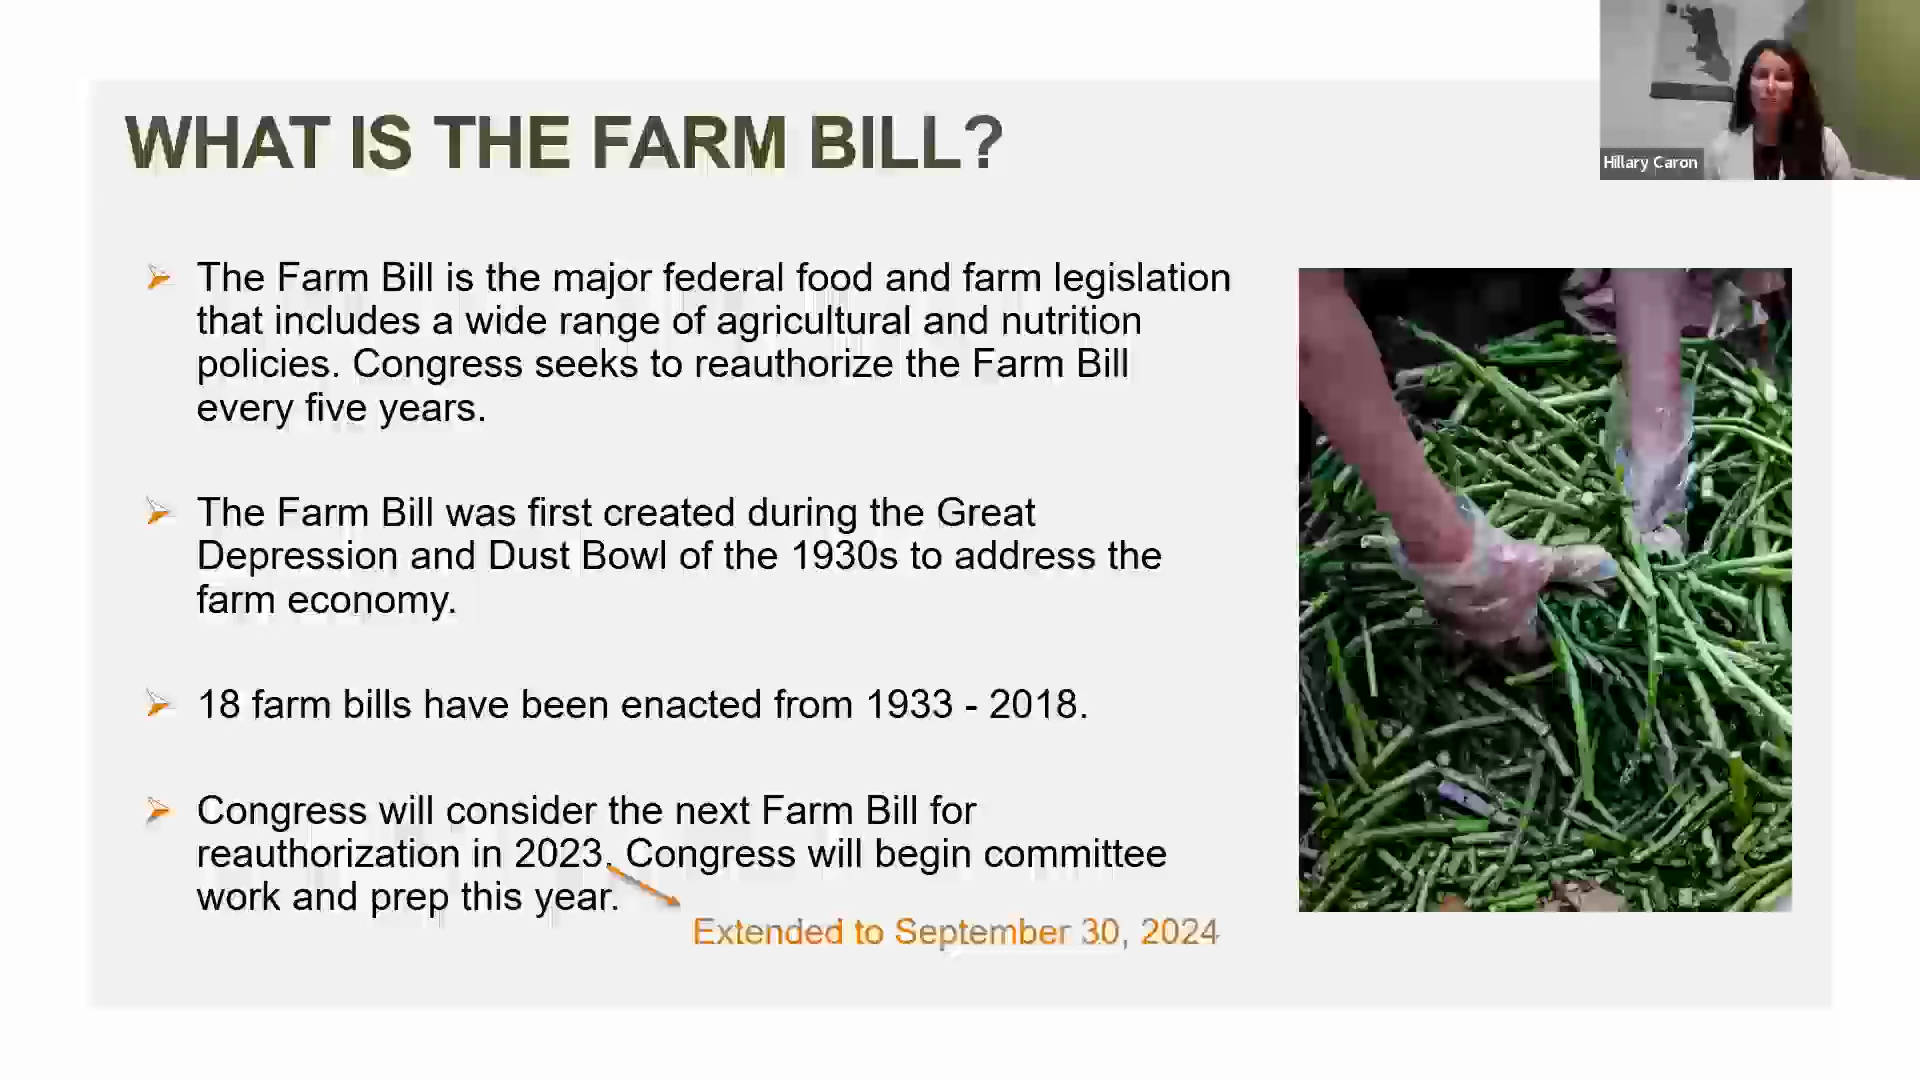 WHAT IS THE FARM BILL?
Hillary Caron
The Farm Bill is the major federal food and farm legislation
that includes a wide range of agricultural and nutrition
policies. Congress seeks to reauthorize the Farm Bill
every five years.
The Farm Bill was first created during the Great
Depression and Dust Bowl of the 1930s to address the
farm economy.
18 farm bills have been enacted from 1933 - 2018.
Congress will consider the next Farm Bill for
reauthorization in 2023. Congress will begin committee
work and prep this year.
Extended to September 30, 2024